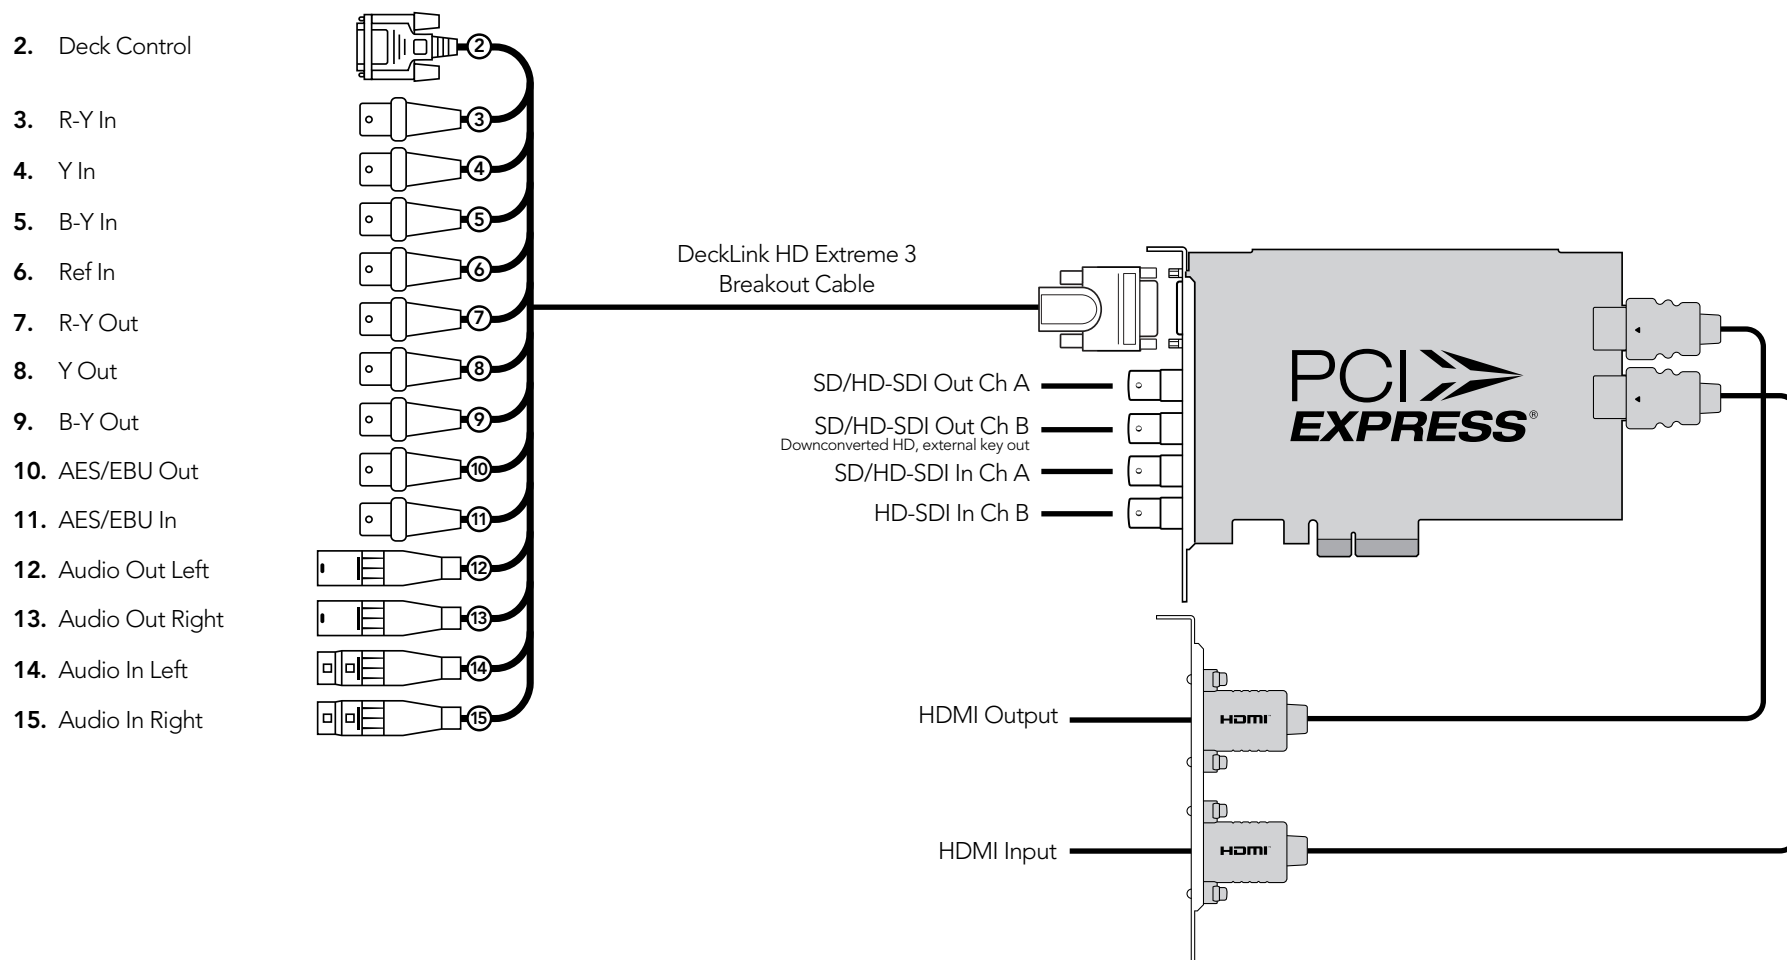 2. Deck Control
2
3. R-Y In
3
4. Y In
4
5. B-Y In
5
6. Ref In
6
7. R-Y Out
7
8. Y Out
8
9. B-Y Out
9
10. AES/EBU Out
10
11. AES/EBU In
11
12. Audio Out Left
12
13. Audio Out Right
13
14. Audio In Left
14
15. Audio In Right
15
DeckLink HD Extreme 3
Breakout Cable
SD/HD-SDI Out Ch A
SD/HD-SDI Out Ch B
Downconverted HD, external key out
SD/HD-SDI In Ch A
HD-SDI In Ch B
PCI
EXPRESS®
HDMI Output
HDMI
HDMI Input
HDMI